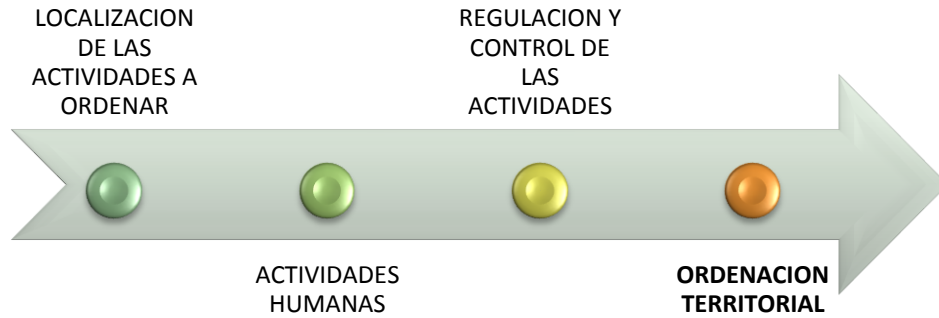 LOCALIZACION
DE LAS
ACTIVIDADES A
ORDENAR
REGULACION Y
CONTROL DE
LAS
ACTIVIDADES
ACTIVIDADES
HUMANAS
ORDENACION
TERRITORIAL